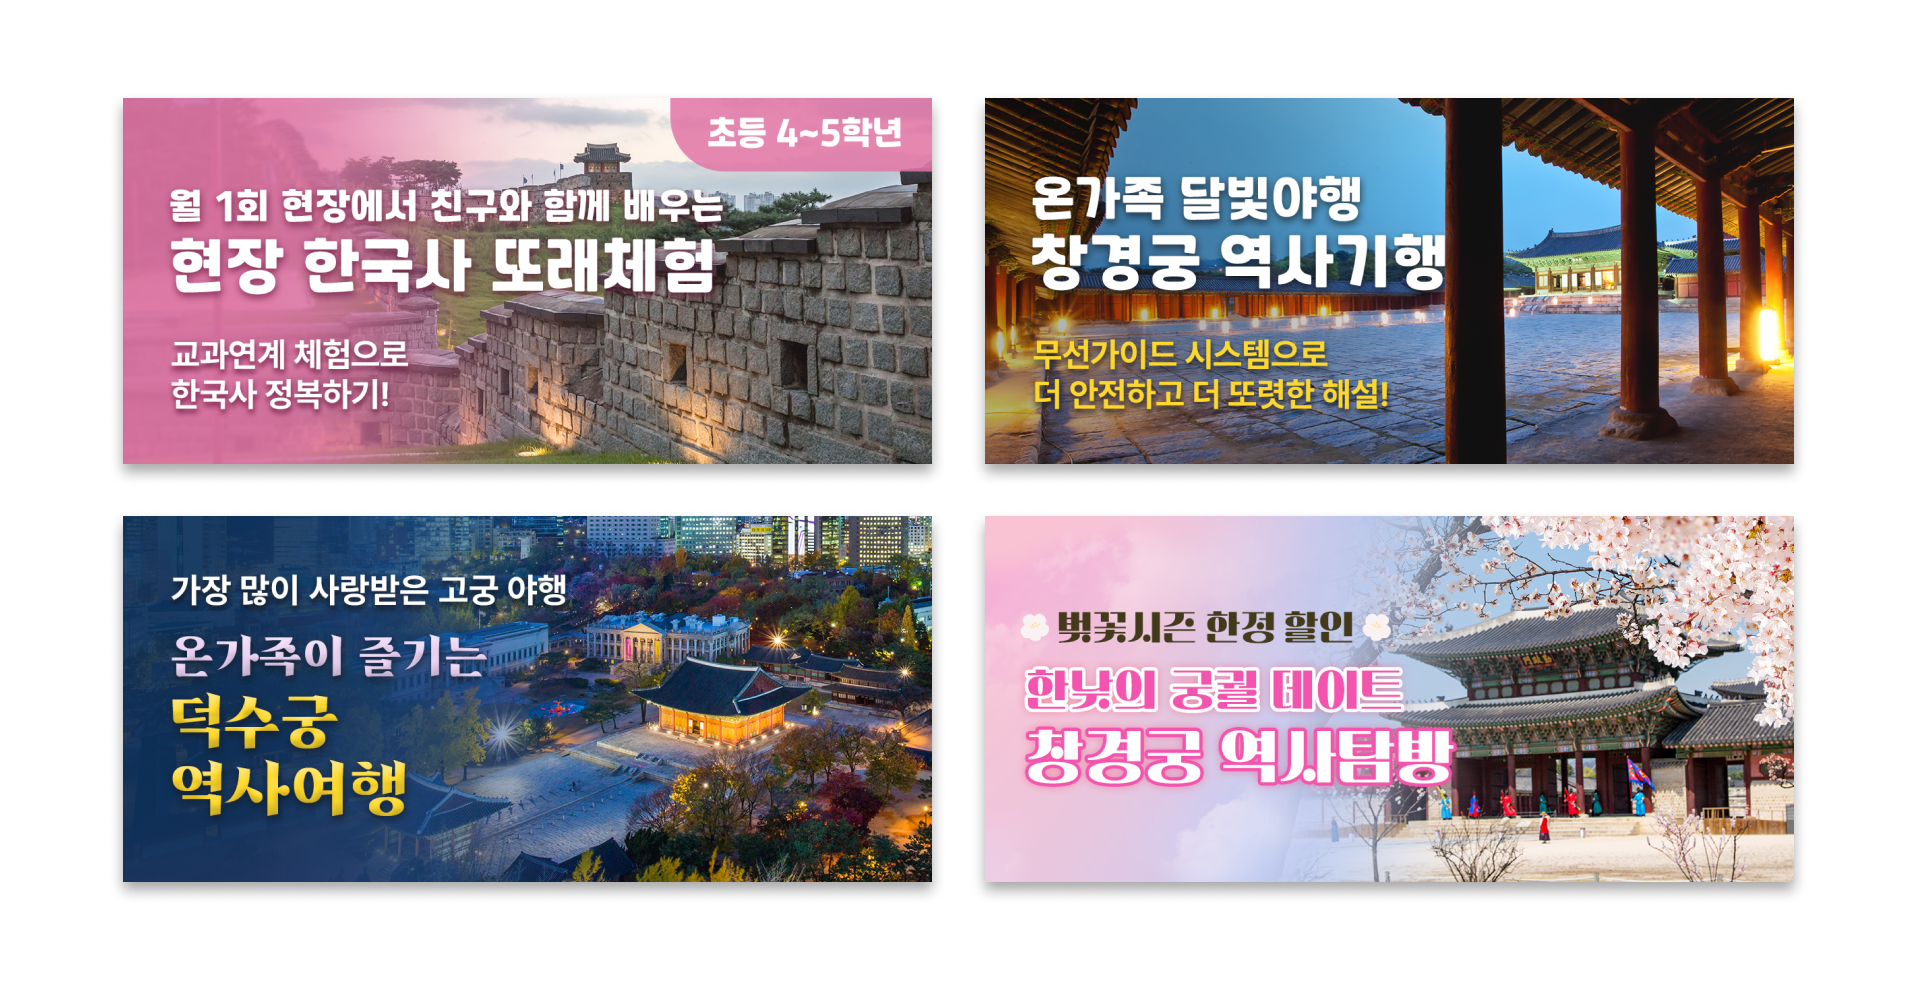 초등 4~5학년
월 1회 현장에서 친구와 함께 배우는
현장 한국사 또래체험
교과연계 체험으로
한국사 정복하기!
온가족 달빛야행
창경궁 역사기행
무선가이드 시스템으로
더 안전하고 더 또렷한 해설!
가장 많이 사랑받은 고궁 야행
온가족이 즐기는
덕수궁
역사여행
벚꽃시즌 한정 할인
한낮의 궁궐 데이트
창경궁 역사탐방